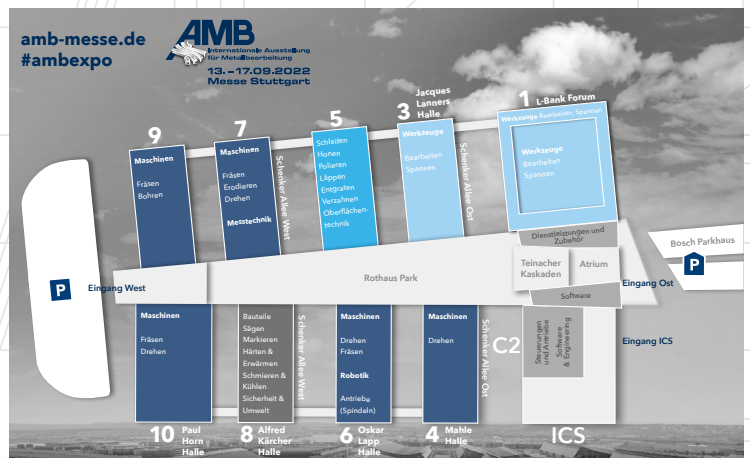 amb-messe.de
#ambexpo
AMB
Internationale Ausstellung
für Metallbearbeitung
13.–17.09.2022
Messe Stuttgart
9
Maschinen
Fräsen
Bohren
7
Maschinen
Fräsen
Erodieren
Drehen
Messtechnik
Schenker Allee West
5
Schleifen
Honen
Polieren
Läppen
Entgraten
Verzahnen
Oberflächen-
technik
3
Jacques
Lanners
Halle
Werkzeuge
Bearbeiten
Spannen
Schenker Allee Ost
1 L-Bank Forum
Werkzeuge Bearbeiten, Spannen
Werkzeuge
Bearbeiten
Spannen
Dienstleistungen und
Zubehör
Bosch Parkhaus
P
P
Eingang West
Rothaus Park
Teinacher
Kaskaden
Atrium
Eingang Ost
Software
Maschinen
Fräsen
Drehen
10 Paul
Horn
Halle
Bauteile
Sägen
Markieren
Härten &
Erwärmen
Schmieren &
Kühlen
Sicherheit &
Umwelt
8 Alfred
Kärcher
Halle
Schenker Allee West
Maschinen
Drehen
Fräsen
Robotik
Antriebe
(Spindeln)
6 Oskar
Lapp
Halle
Maschinen
Drehen
4 Mahle
Halle
Schenker Allee Ost
C2
Steuerungen
und Antriebe
Software
& Engineering
Eingang ICS
ICS